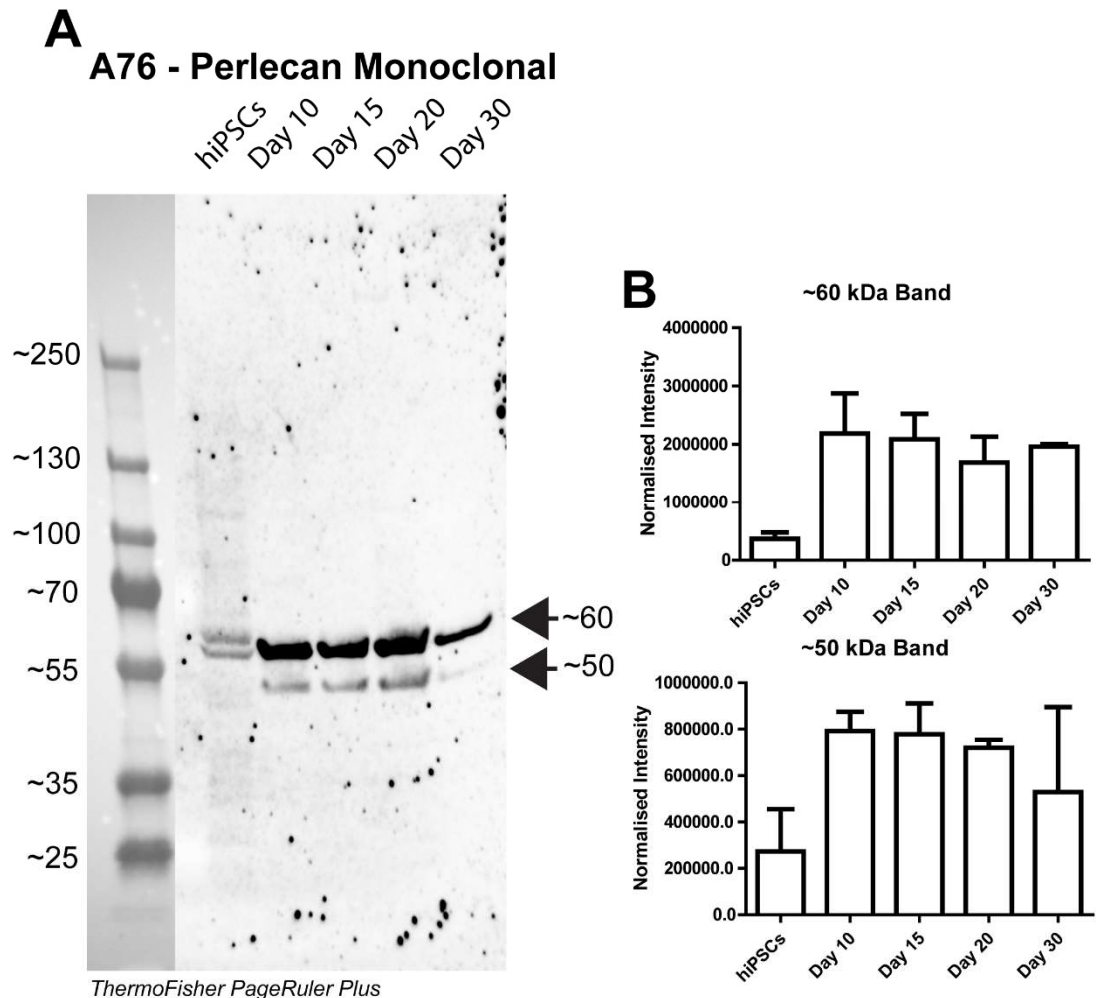 A
A76 - Perlecan Monoclonal
hiPSCs
Day 10
Day 15
Day 20
Day 30
~250
~130
~100
~70
~55
~35
~25
~60
~50
ThermoFisher PageRuler Plus
B
~60 kDa Band
Normalised Intensity
4000000
3000000
2000000
1000000
0
hiPSCs
Day 10
Day 15
Day 20
Day 30
~50 kDa Band
Normalised Intensity
1000000.0
800000.0
600000.0
400000.0
200000.0
0.0
hiPSCs
Day 10
Day 15
Day 20
Day 30